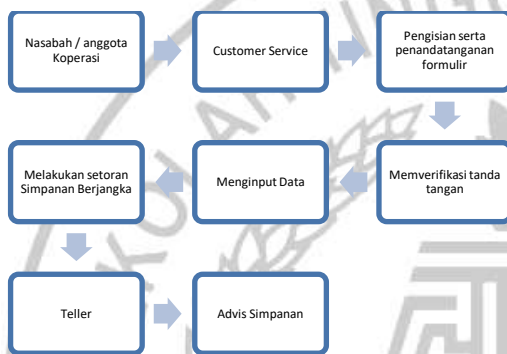 Nasabah / anggota
Koperasi
Customer Service
Pengisian serta
penandatanganan
formulir
Memverifikasi tanda
tangan
Menginput Data
Melakukan setoran
Simpanan Berjangka
Teller
Advis Simpanan